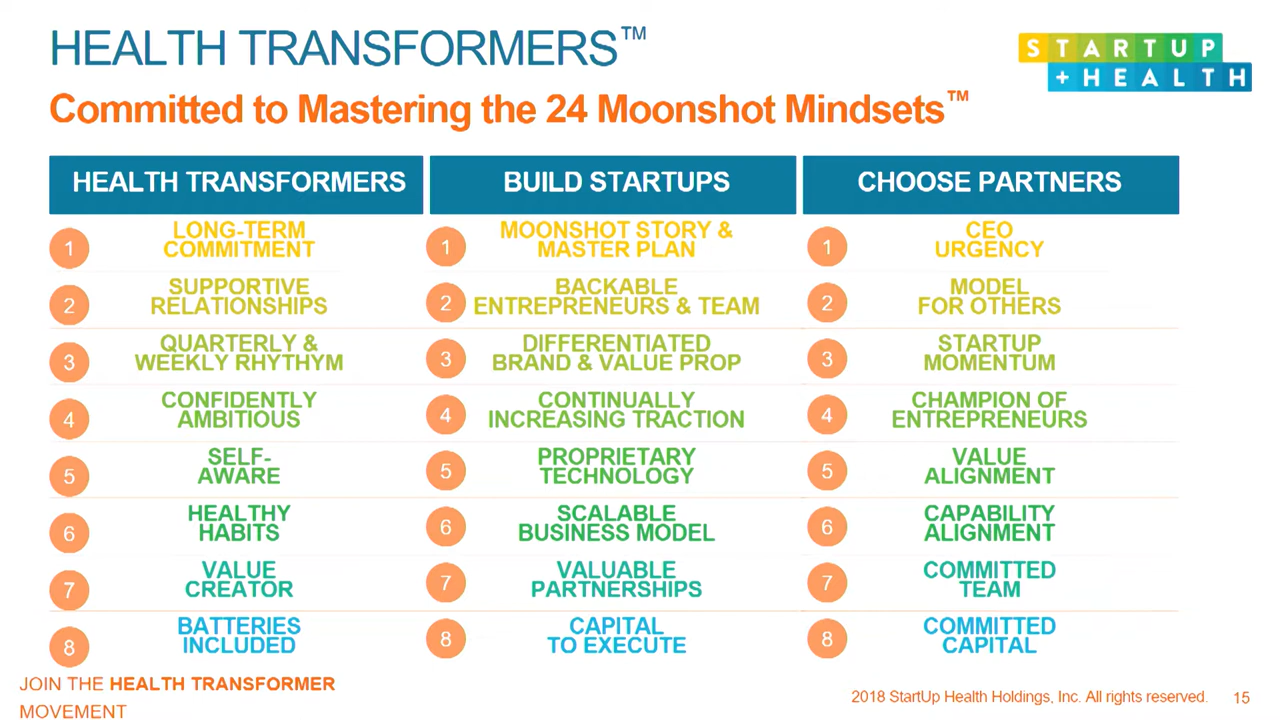 HEALTH TRANSFORMERS™
STARTUP
+HEALTH
Committed to Mastering the 24 Moonshot Mindsets™
HEALTH TRANSFORMERS
1
LONG-TERM
COMMITMENT
2
SUPPORTIVE
RELATIONSHIPS
3
QUARTERLY &
WEEKLY RHYTHYM
4
CONFIDENTLY
AMBITIOUS
5
SELF-
AWARE
6
HEALTHY
HABITS
7
VALUE
CREATOR
8
BATTERIES
INCLUDED
BUILD STARTUPS
1
MOONSHOT STORY &
MASTER PLAN
2
BACKABLE
ENTREPRENEURS & TEAM
3
DIFFERENTIATED
BRAND & VALUE PROP
4
CONTINUALLY
INCREASING TRACTION
5
PROPRIETARY
TECHNOLOGY
6
SCALABLE
BUSINESS MODEL
7
VALUABLE
PARTNERSHIPS
8
CAPITAL
TO EXECUTE
CHOOSE PARTNERS
1
CEO
URGENCY
2
MODEL
FOR OTHERS
3
STARTUP
MOMENTUM
4
CHAMPION OF
ENTREPRENEURS
5
VALUE
ALIGNMENT
6
CAPABILITY
ALIGNMENT
7
COMMITTED
TEAM
8
COMMITTED
CAPITAL
JOIN THE HEALTH TRANSFORMER
MOVEMENT
2018 StartUp Health Holdings, Inc. All rights reserved.
15